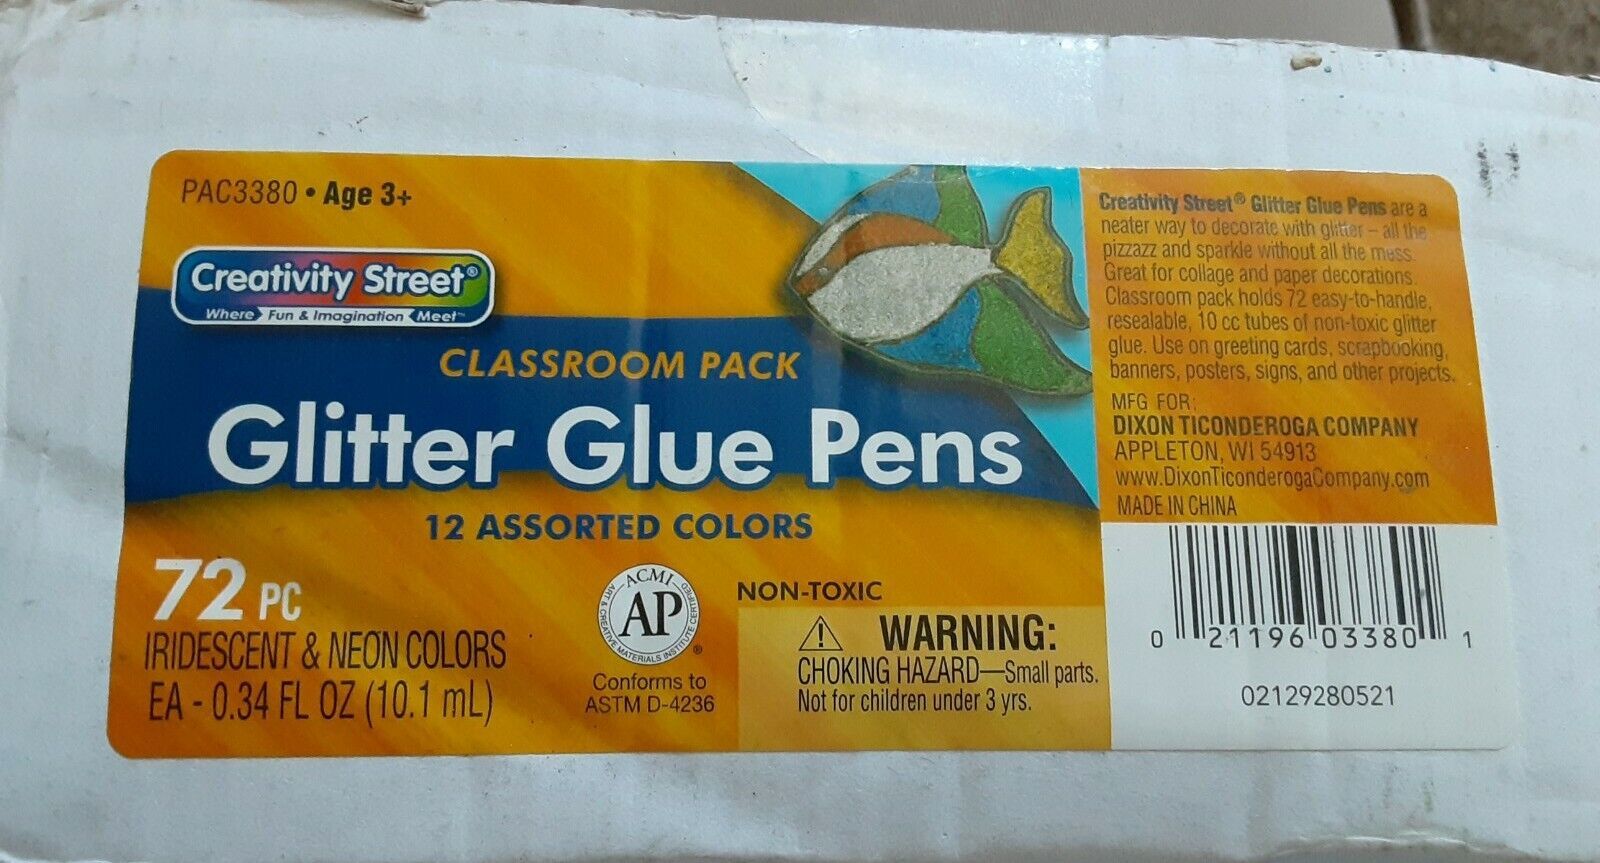 PAC3380 • Age 3+
Creativity Street®
Where Fun & Imagination Meet™
CLASSROOM PACK
Glitter Glue Pens
12 ASSORTED COLORS
72 PC
IRIDESCENT & NEON COLORS
EA - 0.34 FL OZ (10.1 mL)
ACMI
AP
ART & CREATIVE MATERIALS INSTITUTE CERTIFIED
®
Conforms to
ASTM D-4236
NON-TOXIC
WARNING:
CHOKING HAZARD—Small parts.
Not for children under 3 yrs.
Creativity Street® Glitter Glue Pens are a
neater way to decorate with glitter – all the
pizzazz and sparkle without all the mess.
Great for collage and paper decorations.
Classroom pack holds 72 easy-to-handle,
resealable, 10 cc tubes of non-toxic glitter
glue. Use on greeting cards, scrapbooking,
banners, posters, signs, and other projects.
MFG FOR:
DIXON TICONDEROGA COMPANY
APPLETON, WI 54913
www.DixonTiconderogaCompany.com
MADE IN CHINA
0 21196 03380 1
02129280521